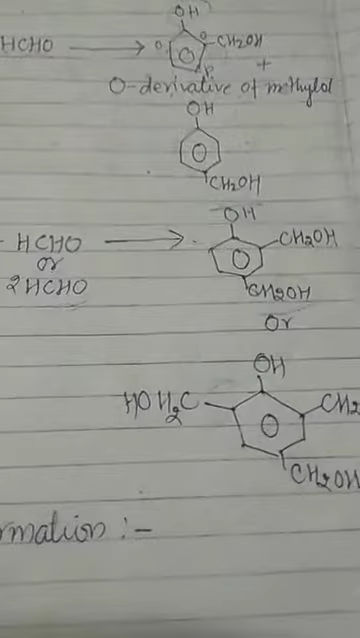 OH
HCHO ⟶ o o CH2OH
p +
O-derivative of methylol
OH
CH2OH
OH
- HCHO ⟶ CH2OH
or
2HCHO CH2OH
Or
OH
HOH2C CH2
CH2OH
rmation :-